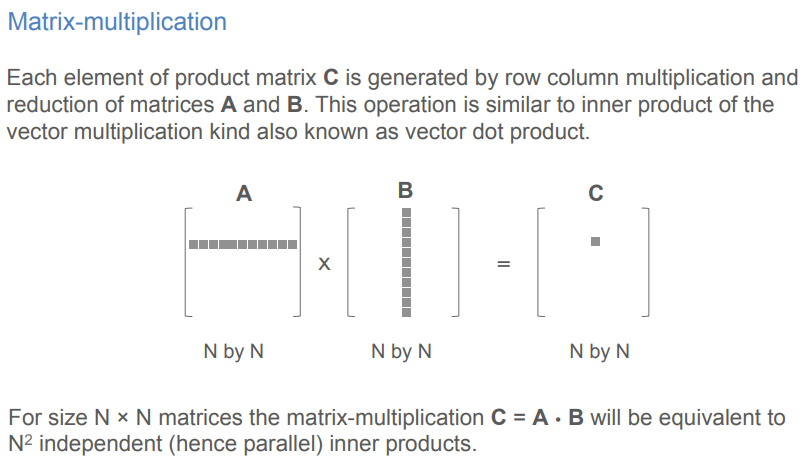 Matrix-multiplication
Each element of product matrix C is generated by row column multiplication and
reduction of matrices A and B. This operation is similar to inner product of the
vector multiplication kind also known as vector dot product.
A B C
x =
N by N N by N N by N
For size N × N matrices the matrix-multiplication C = A • B will be equivalent to
N² independent (hence parallel) inner products.